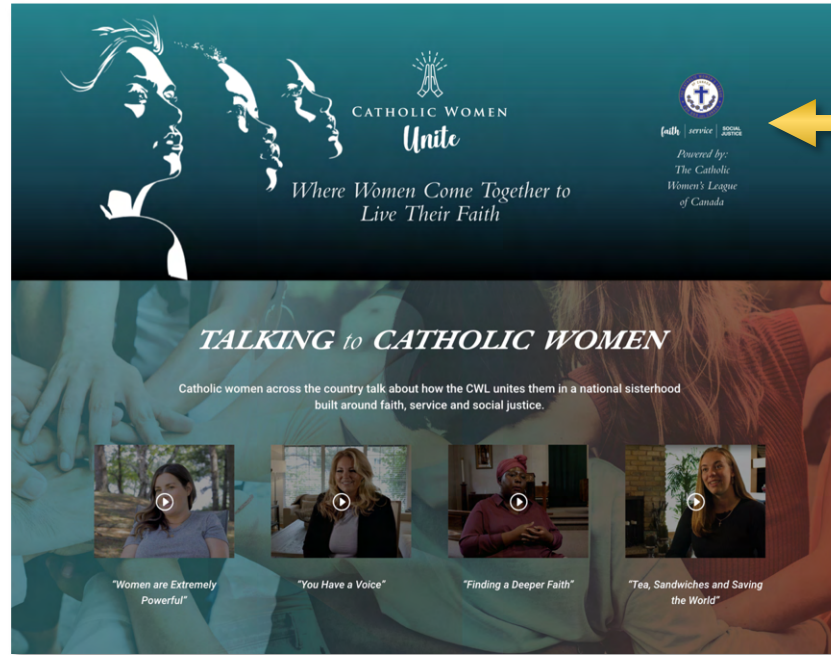 CATHOLIC WOMEN
Unite
Where Women Come Together to
Live Their Faith
faith | service | SOCIAL
JUSTICE
Powered by:
The Catholic
Women's League
of Canada
TALKING to CATHOLIC WOMEN
Catholic women across the country talk about how the CWL unites them in a national sisterhood
built around faith, service and social justice.
"Women are Extremely
Powerful"
"You Have a Voice"
"Finding a Deeper Faith"
"Tea, Sandwiches and Saving
the World"